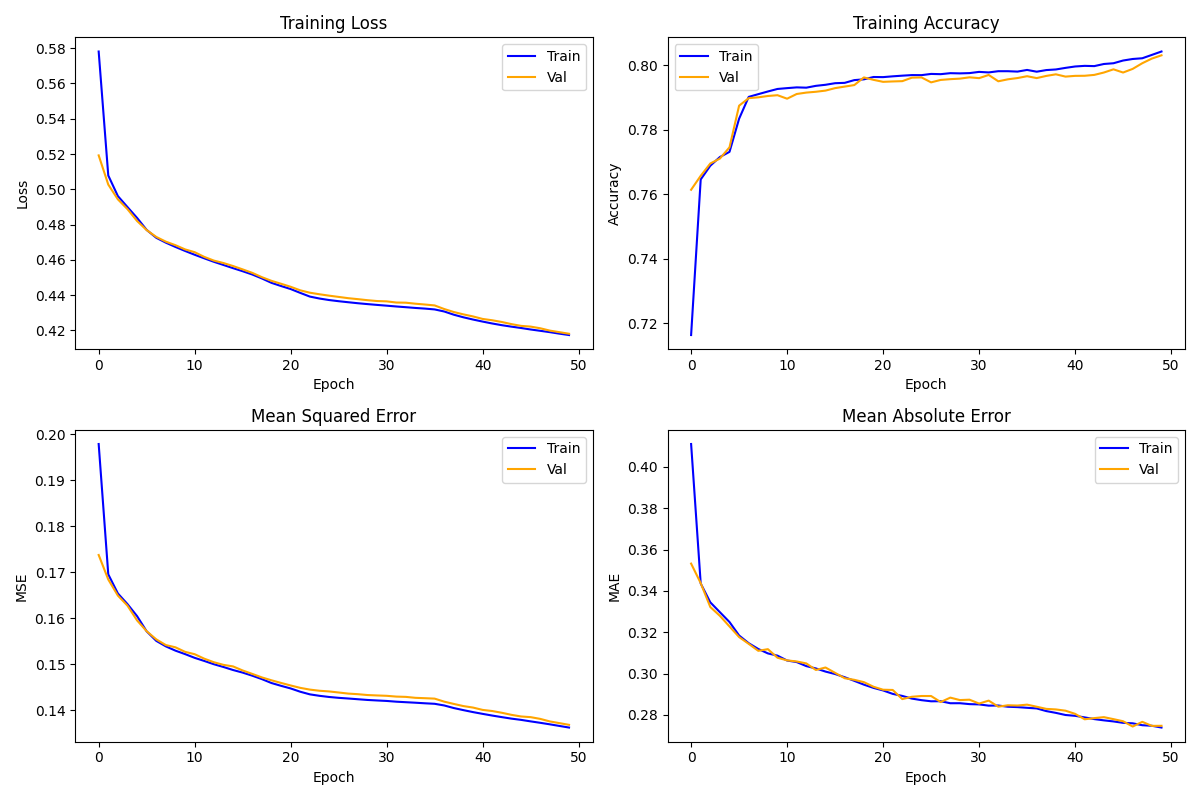 Training Loss
Loss
0.58
0.56
0.54
0.52
0.50
0.48
0.46
0.44
0.42
0 10 20 30 40 50
Epoch
Train
Val
Training Accuracy
Accuracy
0.80
0.78
0.76
0.74
0.72
0 10 20 30 40 50
Epoch
Train
Val
Mean Squared Error
MSE
0.20
0.19
0.18
0.17
0.16
0.15
0.14
0 10 20 30 40 50
Epoch
Train
Val
Mean Absolute Error
MAE
0.40
0.38
0.36
0.34
0.32
0.30
0.28
0 10 20 30 40 50
Epoch
Train
Val